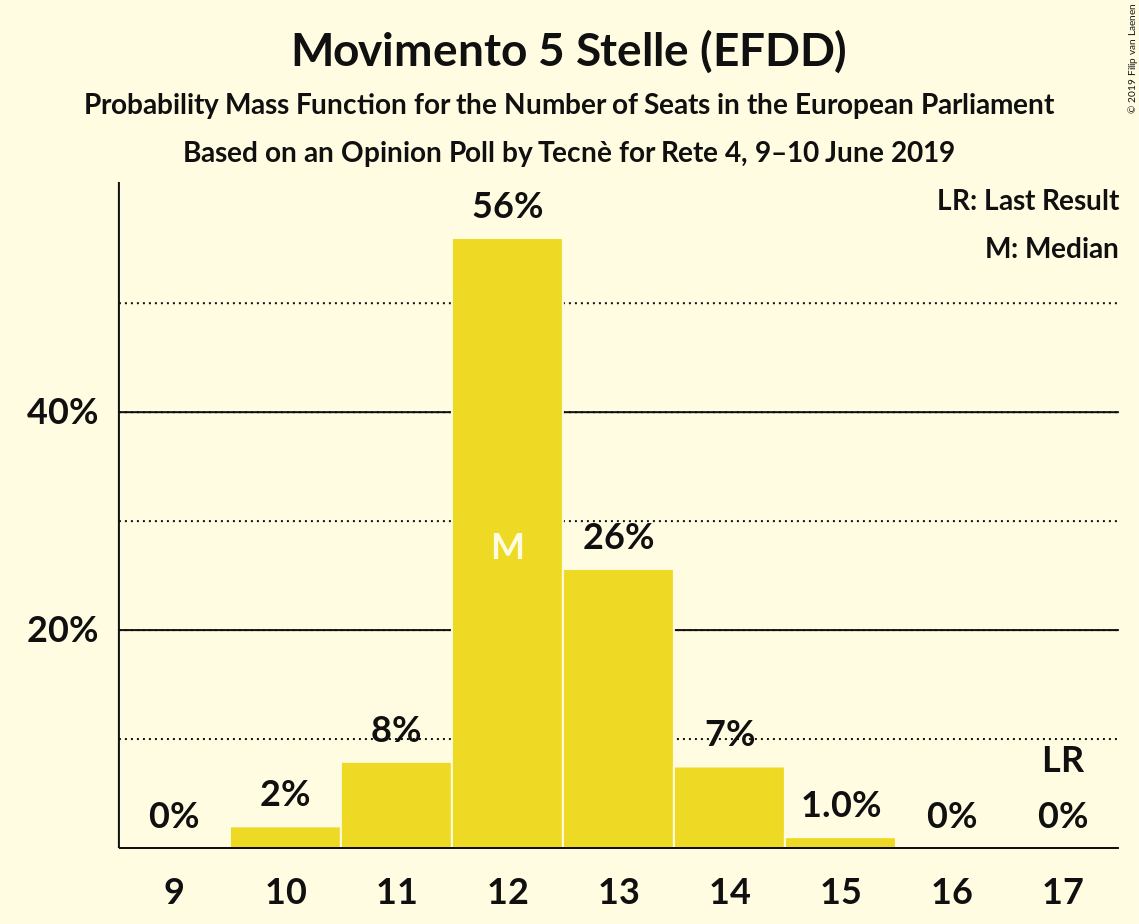 Movimento 5 Stelle (EFDD)
Probability Mass Function for the Number of Seats in the European Parliament
Based on an Opinion Poll by Tecnè for Rete 4, 9–10 June 2019
© 2019 Filip van Laenen
LR: Last Result
M: Median
56%
40%
M
26%
20%
8%
7%
LR
2%
1.0%
0%
0%
0%
9 10 11 12 13 14 15 16 17